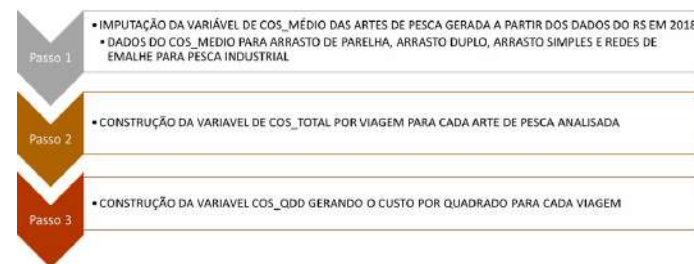 Passo 1
• IMPUTAÇÃO DA VARIÁVEL DE COS_MÉDIO DAS ARTES DE PESCA GERADA A PARTIR DOS DADOS DO RS EM 2018
• DADOS DO COS_MEDIO PARA ARRASTO DE PARELHA, ARRASTO DUPLO, ARRASTO SIMPLES E REDES DE
EMALHE PARA PESCA INDUSTRIAL
Passo 2
• CONSTRUÇÃO DA VARIAVEL DE COS_TOTAL POR VIAGEM PARA CADA ARTE DE PESCA ANALISADA
Passo 3
• CONSTRUÇÃO DA VARIAVEL COS_QDD GERANDO O CUSTO POR QUADRADO PARA CADA VIAGEM